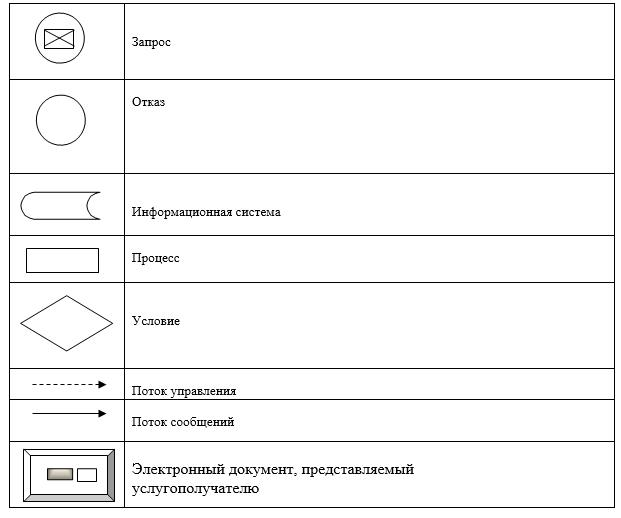 Запрос
Отказ
Информационная система
Процесс
Условие
Поток управления
Поток сообщений
Электронный документ, представляемый
услугополучателю